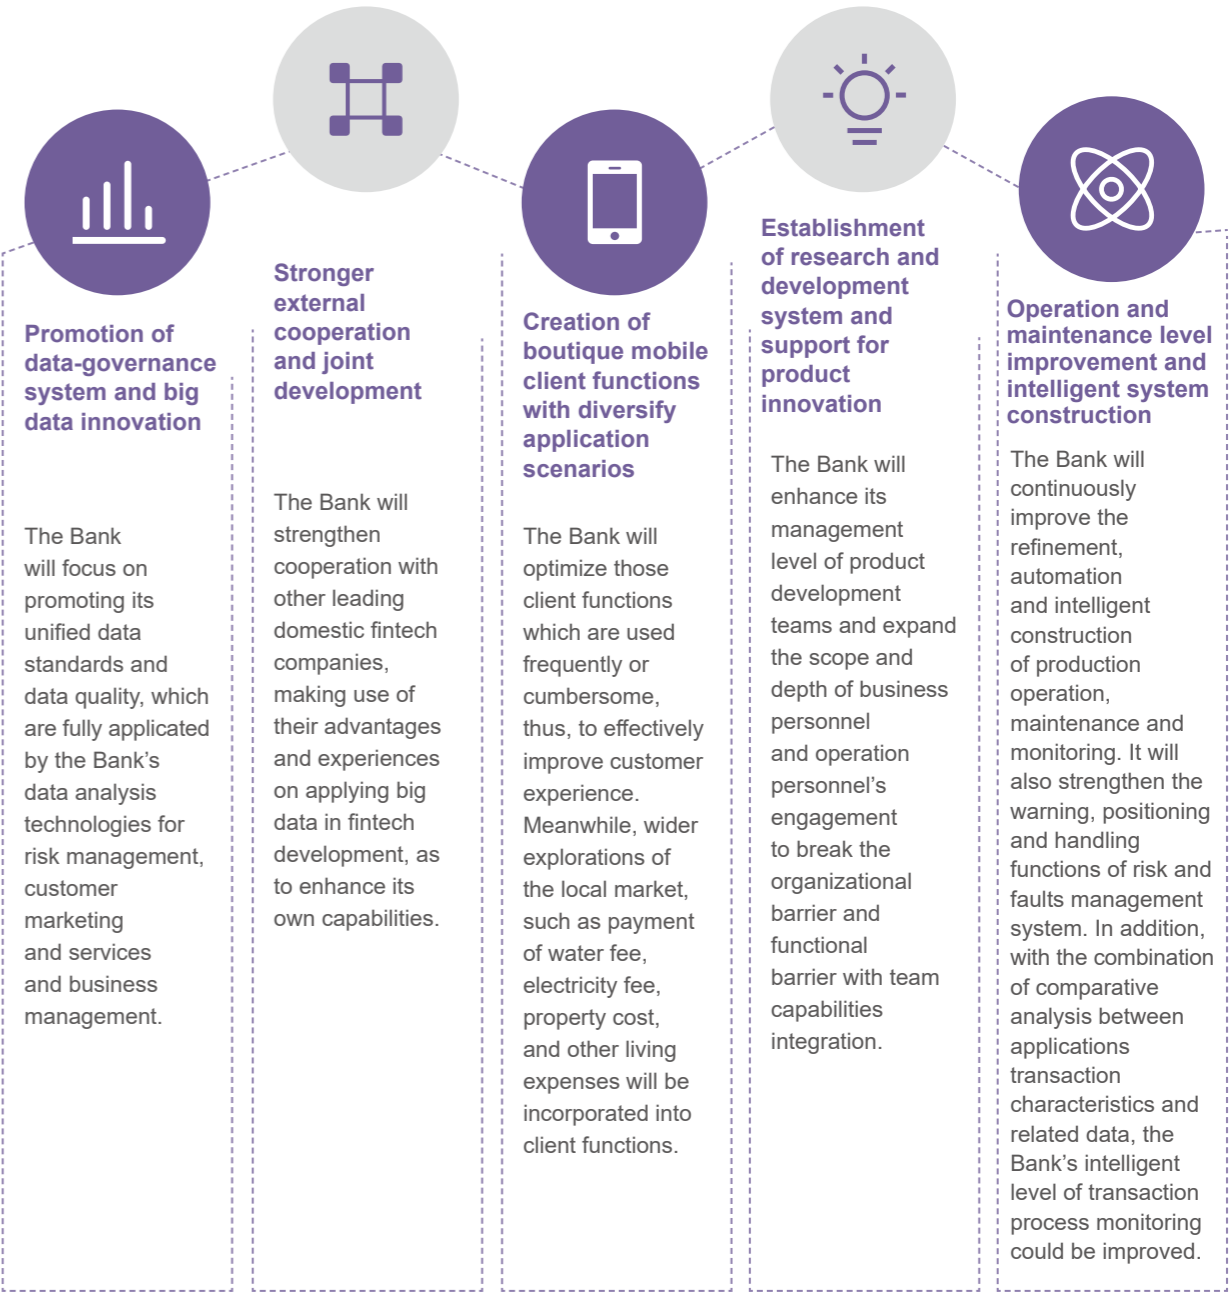 Promotion of
data-governance
system and big
data innovation
The Bank
will focus on
promoting its
unified data
standards and
data quality, which
are fully applicated
by the Bank's
data analysis
technologies for
risk management,
customer
marketing
and services
and business
management.
Stronger
external
cooperation
and joint
development
The Bank will
strengthen
cooperation with
other leading
domestic fintech
companies,
making use of
their advantages
and experiences
on applying big
data in fintech
development, as
to enhance its
own capabilities.
Creation of
boutique mobile
client functions
with diversify
application
scenarios
The Bank will
optimize those
client functions
which are used
frequently or
cumbersome,
thus, to effectively
improve customer
experience.
Meanwhile, wider
explorations of
the local market,
such as payment
of water fee,
electricity fee,
property cost,
and other living
expenses will be
incorporated into
client functions.
Establishment
of research and
development
system and
support for
product
innovation
The Bank will
enhance its
management
level of product
development
teams and expand
the scope and
depth of business
personnel
and operation
personnel's
engagement
to break the
organizational
barrier and
functional
barrier with team
capabilities
integration.
Operation and
maintenance level
improvement and
intelligent system
construction
The Bank will
continuously
improve the
refinement,
automation
and intelligent
construction
of production
operation,
maintenance and
monitoring. It will
also strengthen the
warning, positioning
and handling
functions of risk and
faults management
system. In addition,
with the combination
of comparative
analysis between
applications
transaction
characteristics and
related data, the
Bank's intelligent
level of transaction
process monitoring
could be improved.